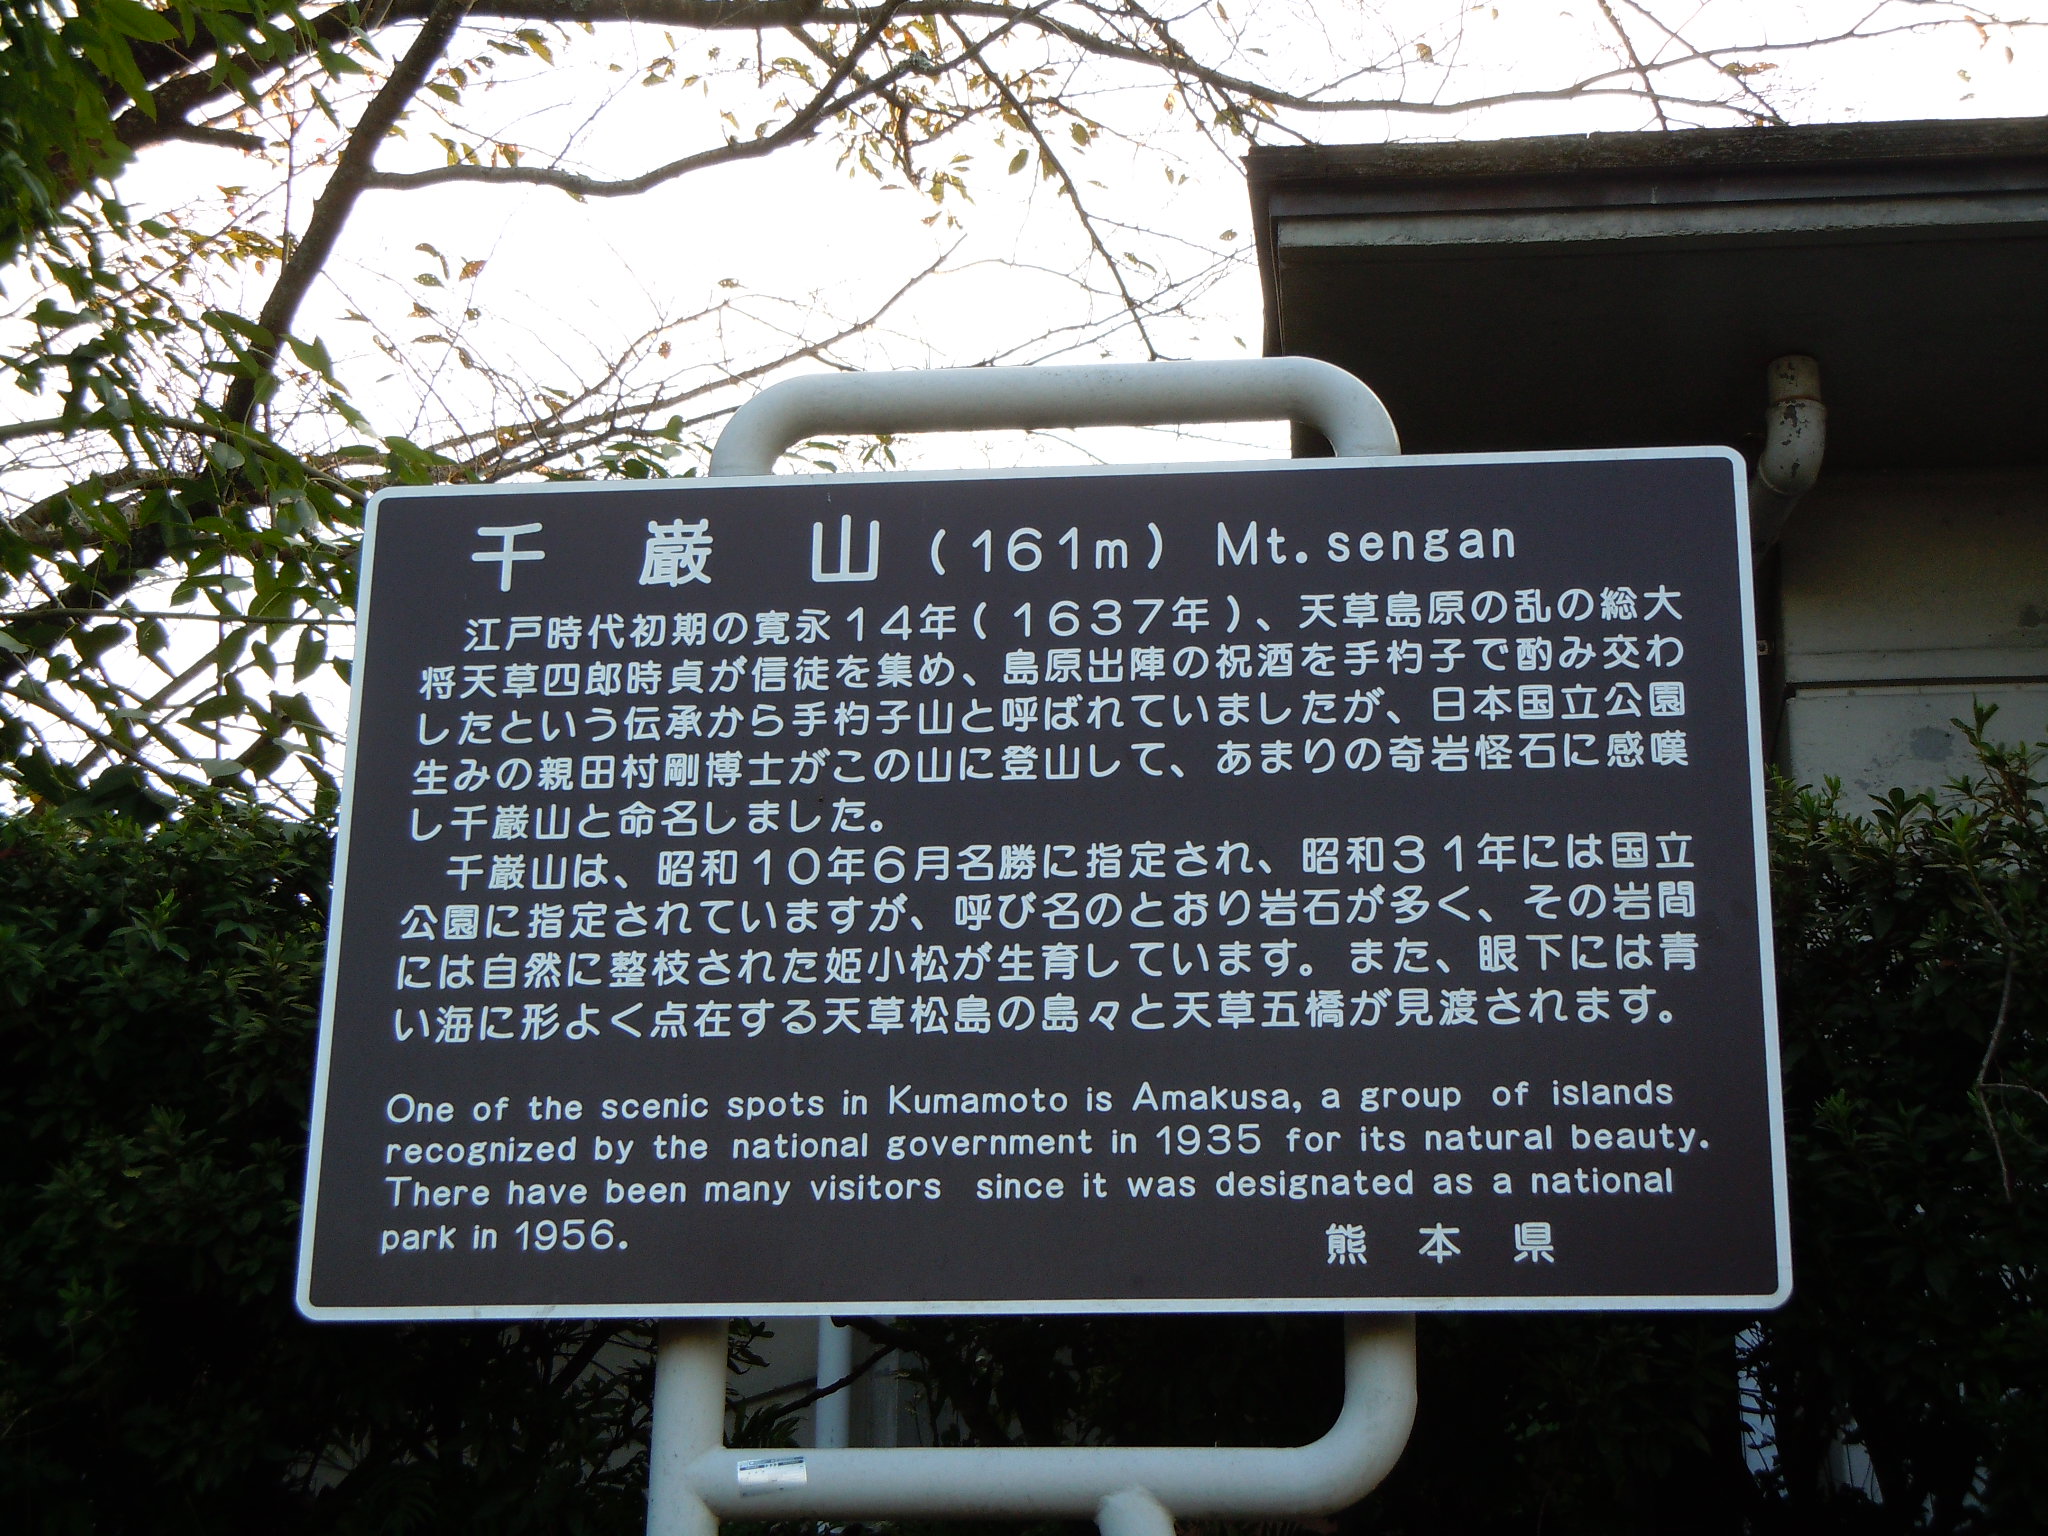 千巌山(161m) Mt.sengan
江戸時代初期の寛永14年(1637年)、天草島原の乱の総大
将天草四郎時貞が信徒を集め、島原出陣の祝酒を手杓子で酌み交わ
したという伝承から手杓子山と呼ばれていましたが、日本国立公園
生みの親田村剛博士がこの山に登山して、あまりの奇岩怪石に感嘆
し千巌山と命名しました。
千巌山は、昭和10年6月名勝に指定され、昭和31年には国立
公園に指定されていますが、呼び名のとおり岩石が多く、その岩間
には自然に整枝された姫小松が生育しています。また、眼下には青
い海に形よく点在する天草松島の島々と天草五橋が見渡されます。
One of the scenic spots in Kumamoto is Amakusa, a group of islands
recognized by the national government in 1935 for its natural beauty.
There have been many visitors since it was designated as a national
park in 1956.
熊本県